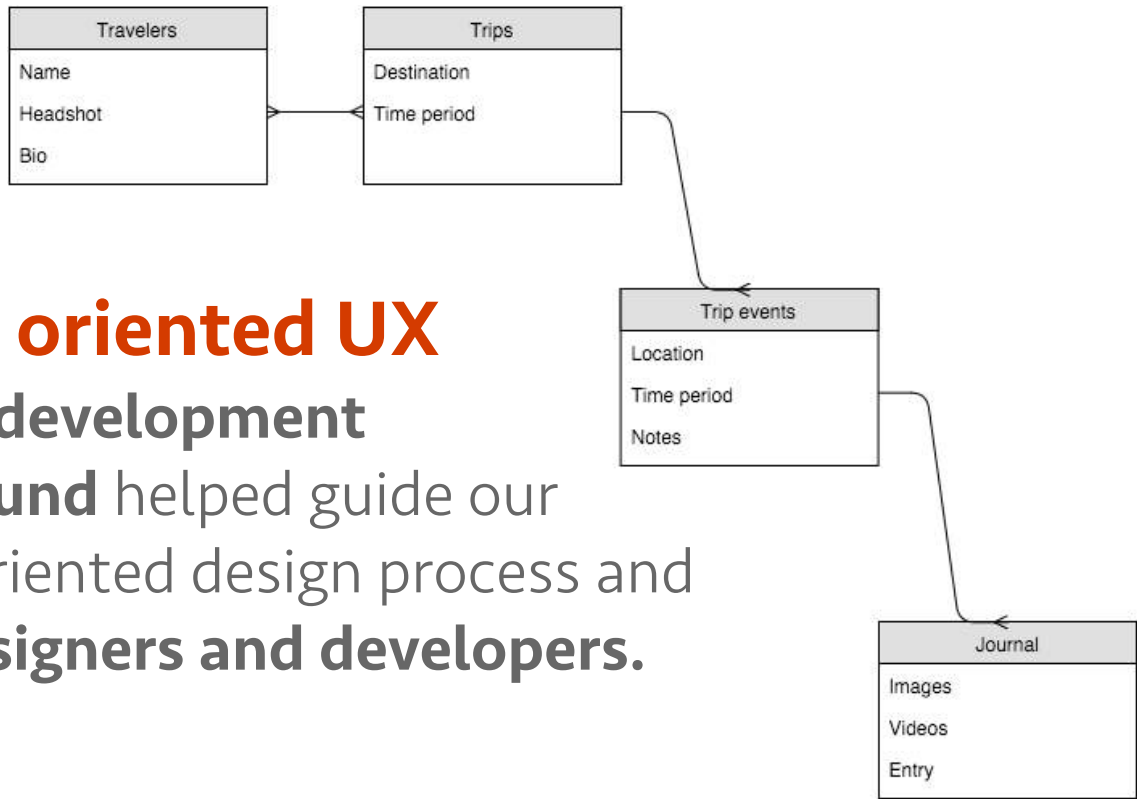 Travelers
Name
Headshot
Bio
Trips
Destination
Time period
Trip events
Location
Time period
Notes
Journal
Images
Videos
Entry
oriented UX
development
und helped guide our
riented design process and
signers and developers.